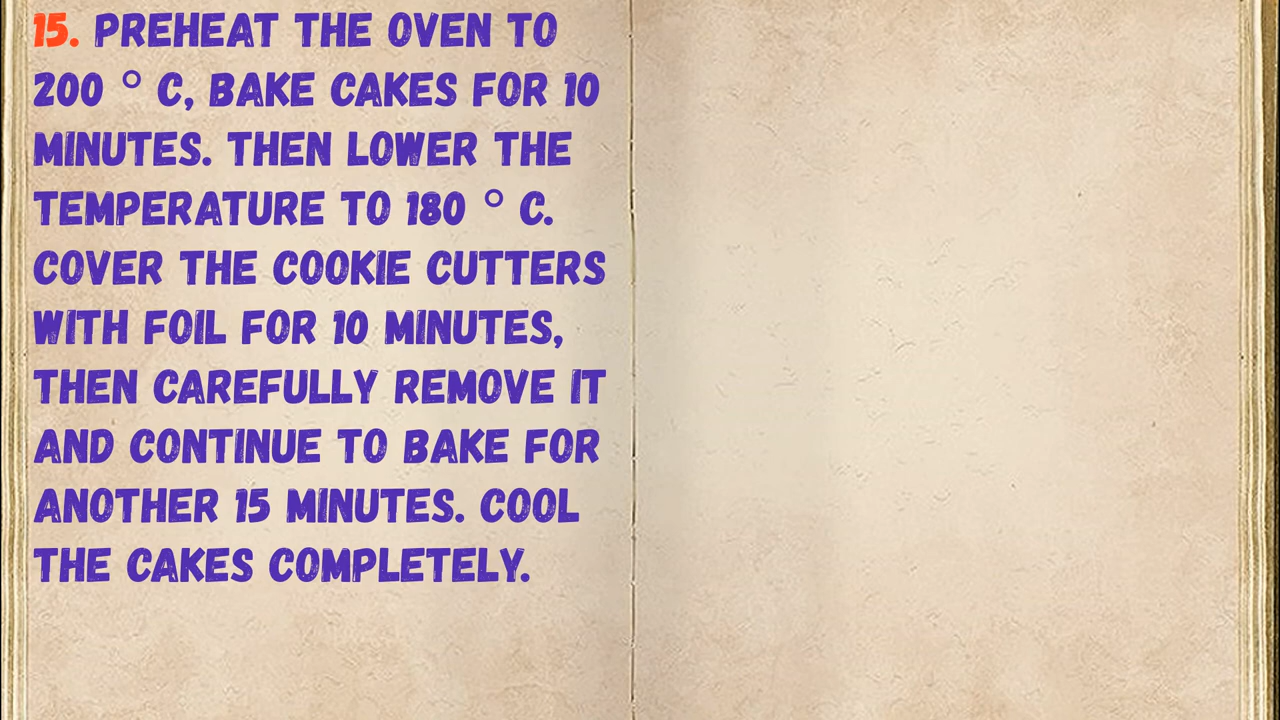 15. PREHEAT THE OVEN TO
200 ° C, BAKE CAKES FOR 10
MINUTES. THEN LOWER THE
TEMPERATURE TO 180 ° C.
COVER THE COOKIE CUTTERS
WITH FOIL FOR 10 MINUTES,
THEN CAREFULLY REMOVE IT
AND CONTINUE TO BAKE FOR
ANOTHER 15 MINUTES. COOL
THE CAKES COMPLETELY.